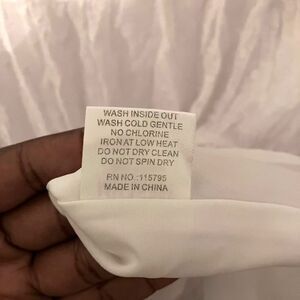 WASH INSIDE OUT
WASH COLD GENTLE
NO CHLORINE
IRON AT LOW HEAT
DO NOT DRY CLEAN
DO NOT SPIN DRY
RN NO.:115795
MADE IN CHINA